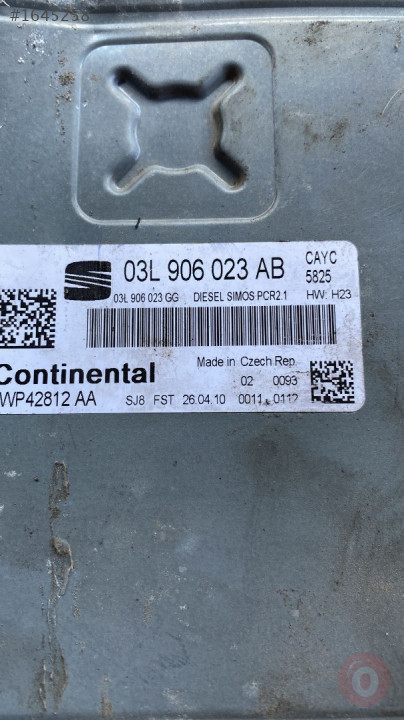 #1645258
03L 906 023 AB
CAYC
5825
03L 906 023 GG DIESEL SIMOS PCR2.1 HW: H23
Made in Czech Rep
Continental
02 0093
WP42812 AA SJ8 FST 26.04.10 0011 0112